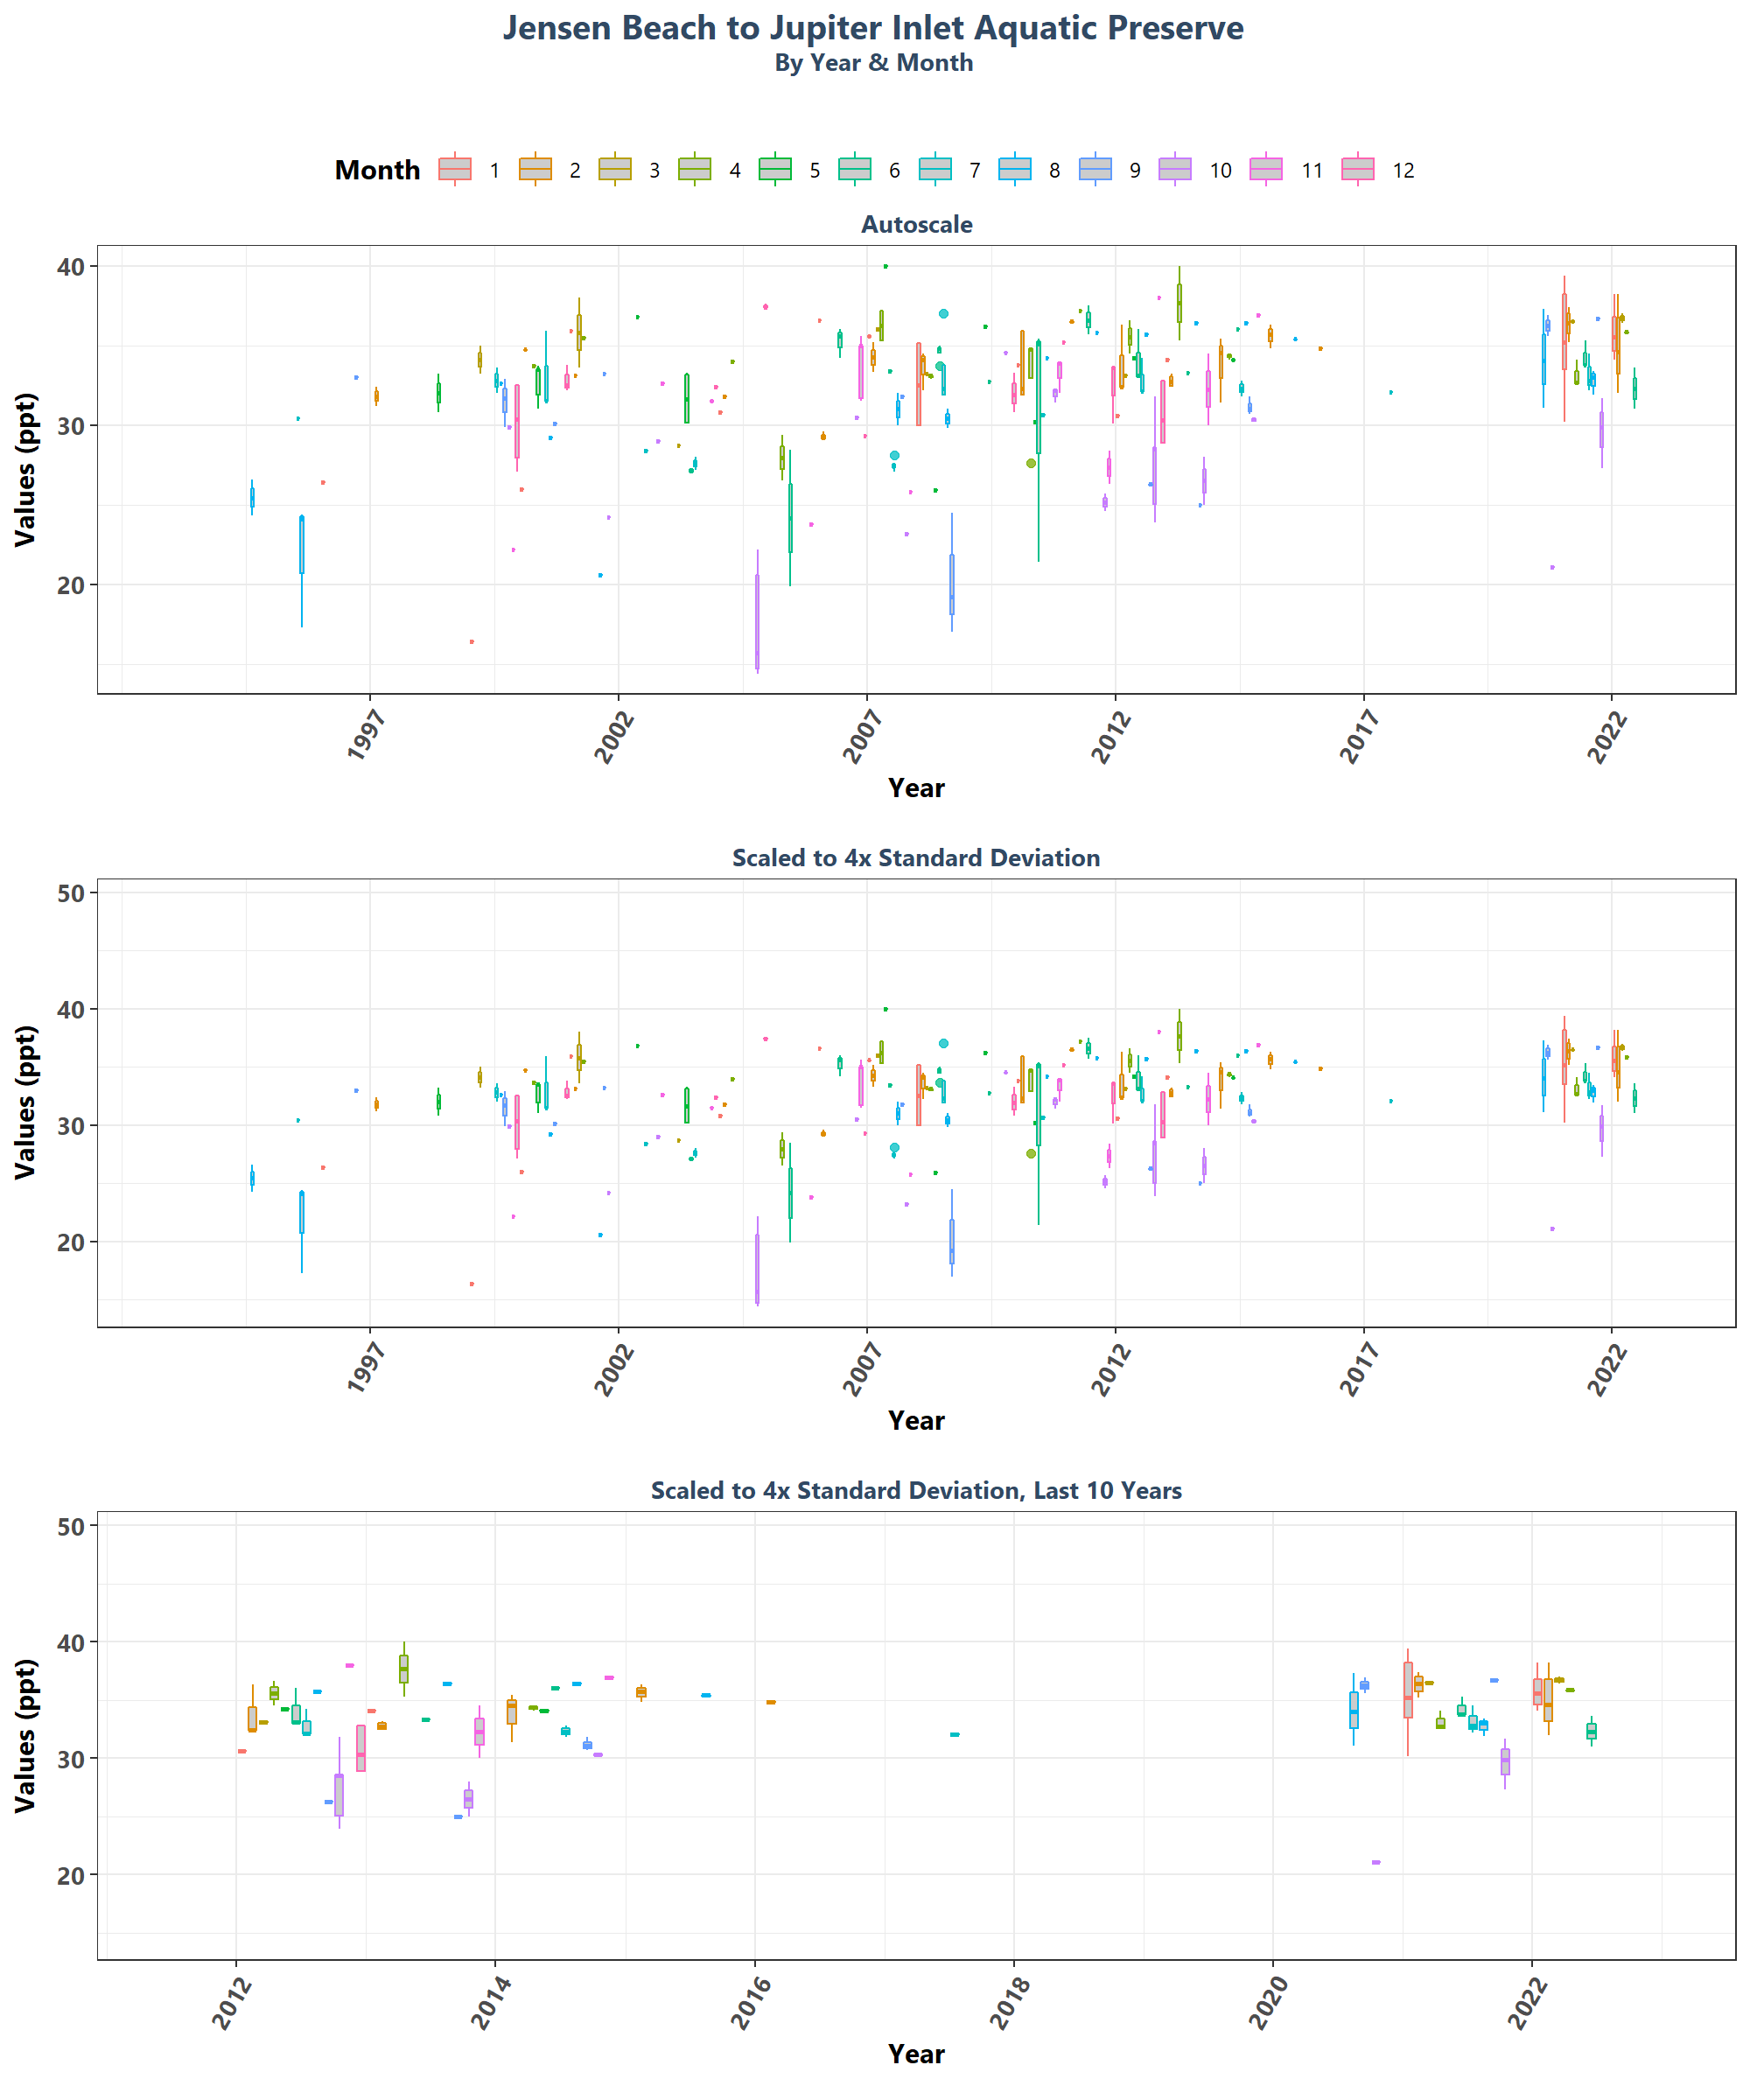 Jensen Beach to Jupiter Inlet Aquatic Preserve
By Year & Month
Month 1 2 3 4 5 6 7 8 9 10 11 12
Autoscale
Values (ppt)
40
30
20
1997 2002 2007 2012 2017 2022
Year
Scaled to 4x Standard Deviation
Values (ppt)
50
40
30
20
1997 2002 2007 2012 2017 2022
Year
Scaled to 4x Standard Deviation, Last 10 Years
Values (ppt)
50
40
30
20
2012 2014 2016 2018 2020 2022
Year